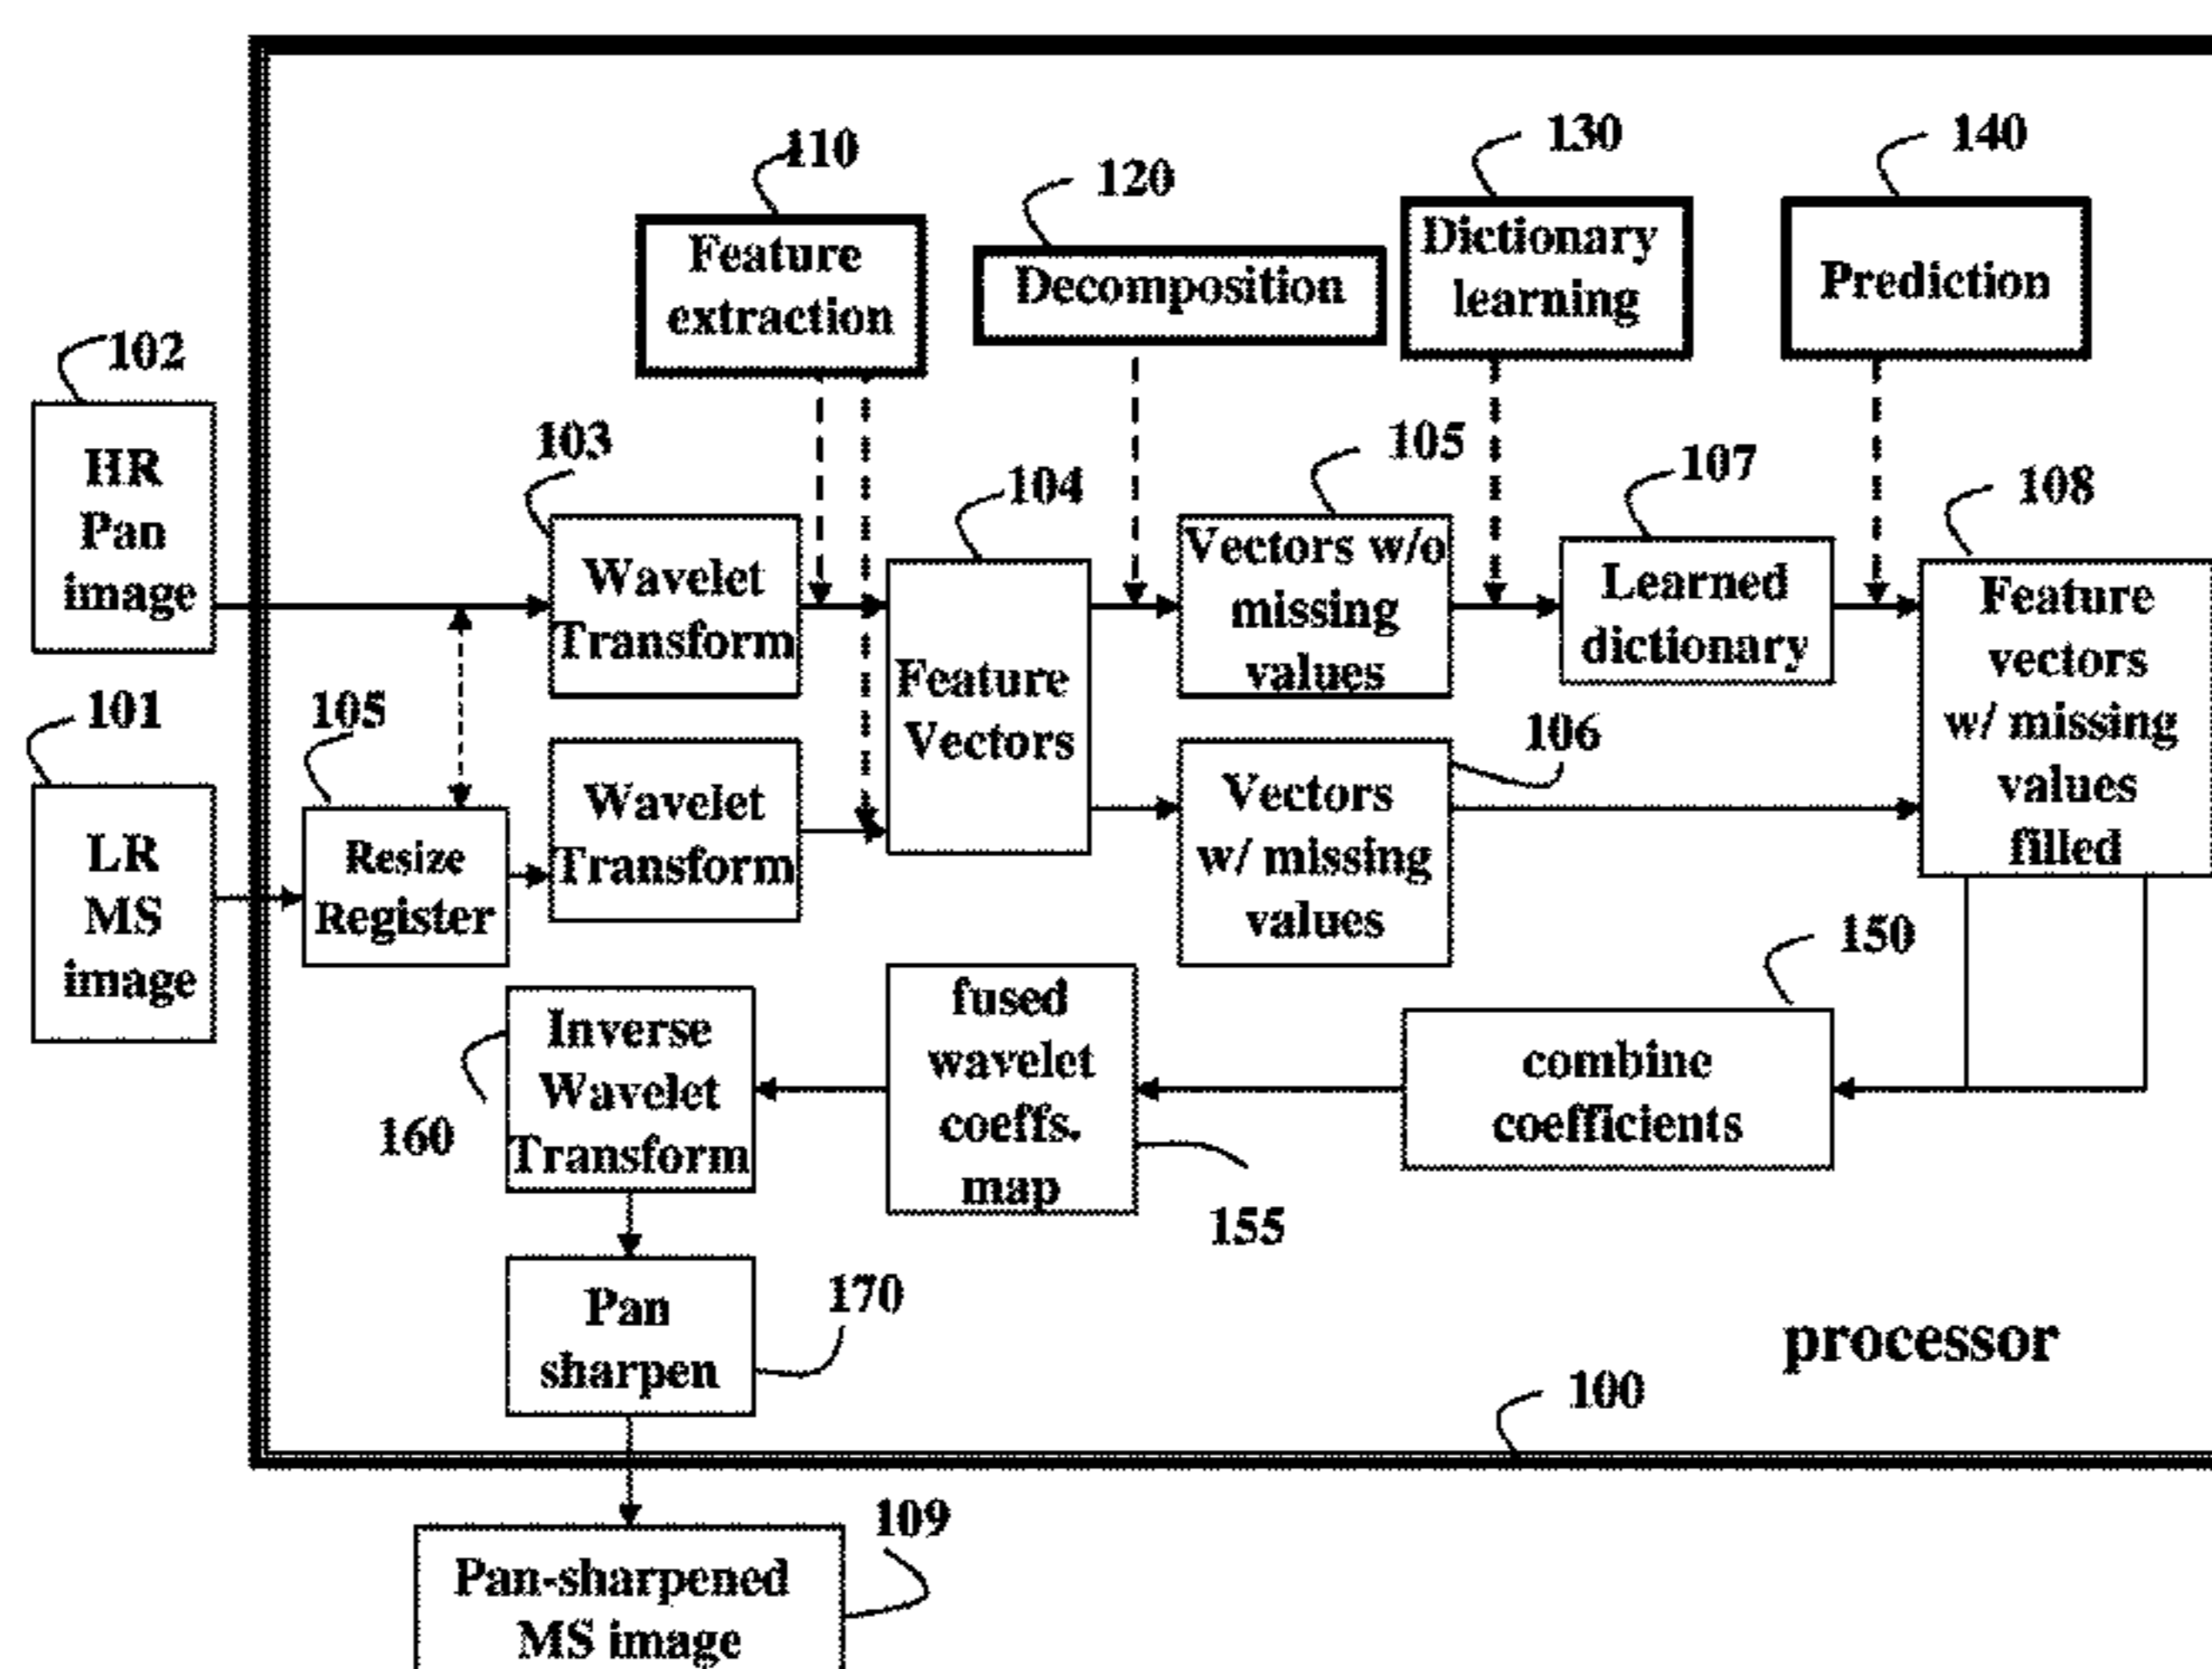 110
120
130
140
Feature
extraction
Decomposition
Dictionary
learning
Prediction
102
HR
Pan
image
103
Wavelet
Transform
104
Feature
Vectors
105
Vectors w/o
missing
values
107
Learned
dictionary
108
Feature
vectors
w/ missing
values
filled
101
LR
MS
image
105
Resize
Register
Wavelet
Transform
106
Vectors
w/ missing
values
150
combine
coefficients
fused
wavelet
coeffs.
map
155
Inverse
Wavelet
Transform
160
Pan
sharpen
170
processor
100
109
Pan-sharpened
MS image